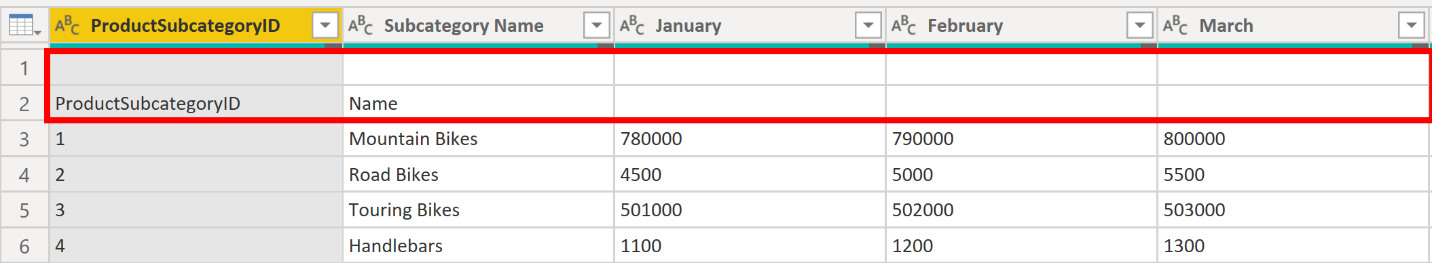 ABC ProductSubcategoryID ABC Subcategory Name ABC January ABC February ABC March
1
2 ProductSubcategoryID Name
3 1 Mountain Bikes 780000 790000 800000
4 2 Road Bikes 4500 5000 5500
5 3 Touring Bikes 501000 502000 503000
6 4 Handlebars 1100 1200 1300